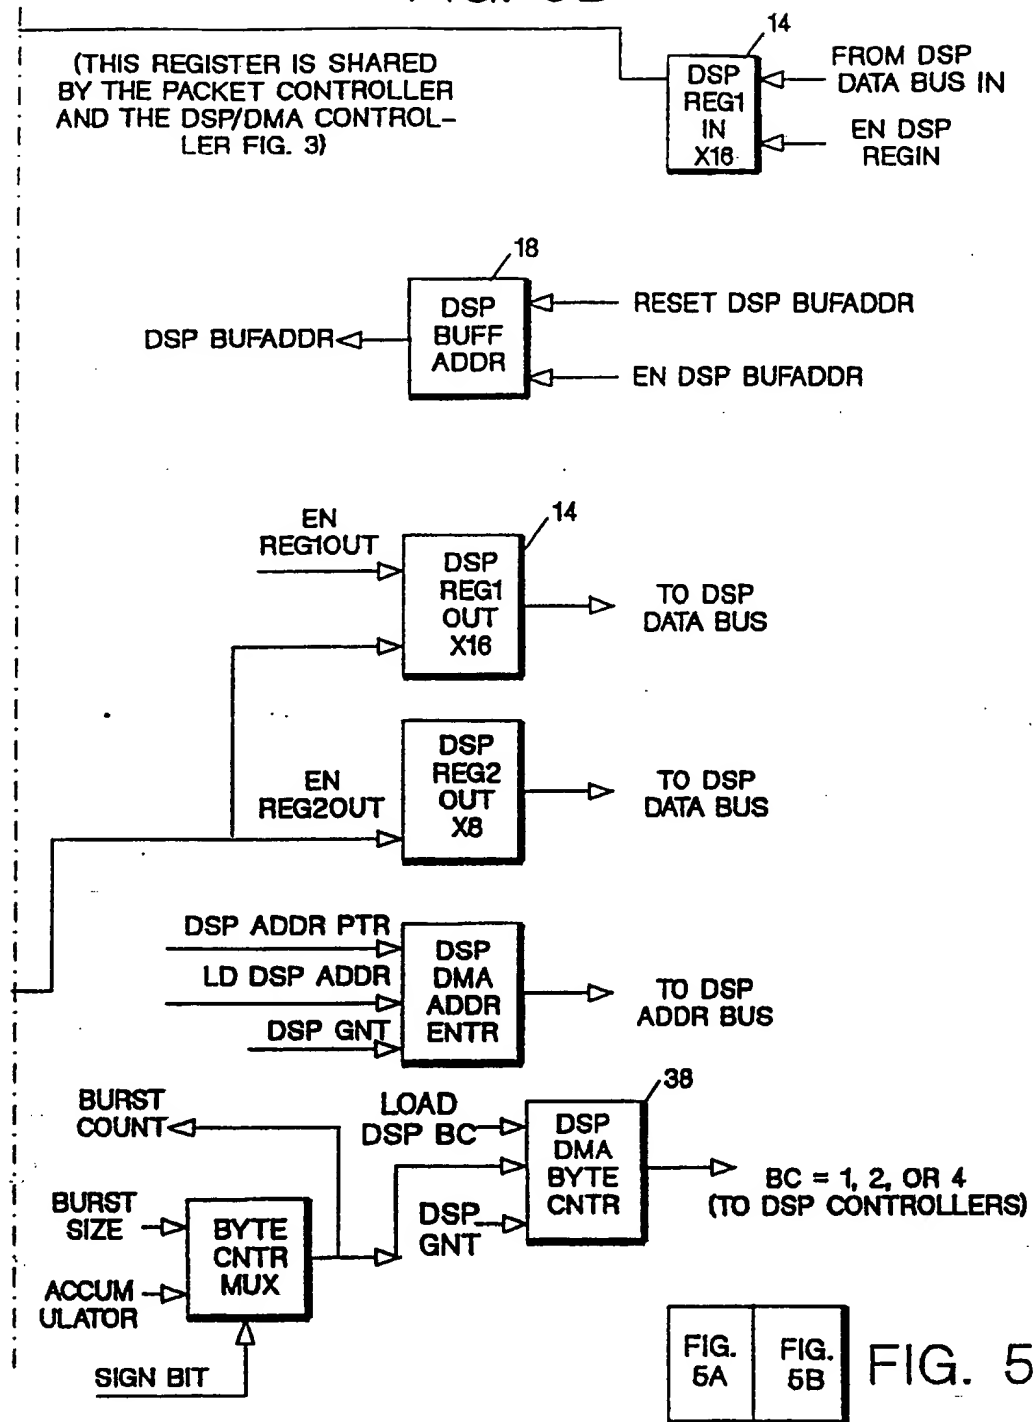 14
(THIS REGISTER IS SHARED
BY THE PACKET CONTROLLER
AND THE DSP/DMA CONTROL-
LER FIG. 3)
DSP
REG1
IN
X16
FROM DSP
DATA BUS IN
EN DSP
REGIN
18
DSP BUFADDR
DSP
BUFF
ADDR
RESET DSP BUFADDR
EN DSP BUFADDR
14
EN
REG1OUT
DSP
REG1
OUT
X16
TO DSP
DATA BUS
EN
REG2OUT
DSP
REG2
OUT
X8
TO DSP
DATA BUS
DSP ADDR PTR
LD DSP ADDR
DSP GNT
DSP
DMA
ADDR
ENTR
TO DSP
ADDR BUS
38
BURST
COUNT
LOAD
DSP BC
DSP
GNT
DSP
DMA
BYTE
CNTR
BC = 1, 2, OR 4
(TO DSP CONTROLLERS)
BURST
SIZE
ACCUM
ULATOR
BYTE
CNTR
MUX
SIGN BIT
FIG.
5A
FIG.
5B
FIG. 5